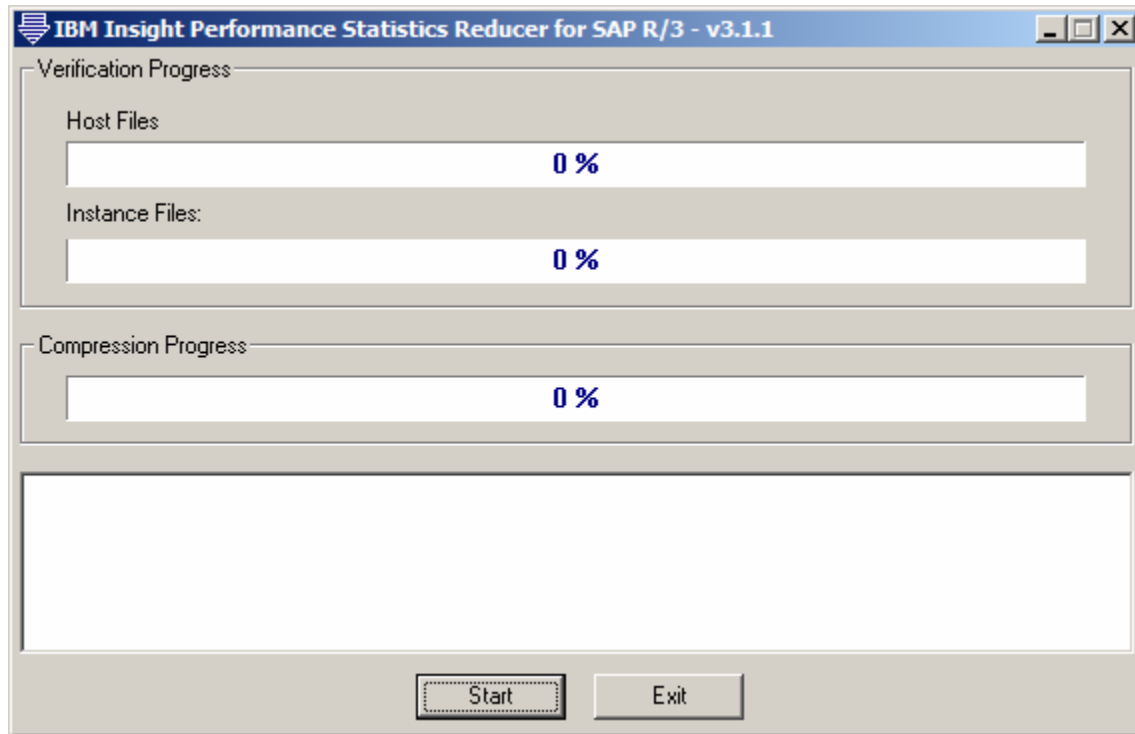 IBM Insight Performance Statistics Reducer for SAP R/3 - v3.1.1
Verification Progress
Host Files
0 %
Instance Files:
0 %
Compression Progress
0 %
Start Exit